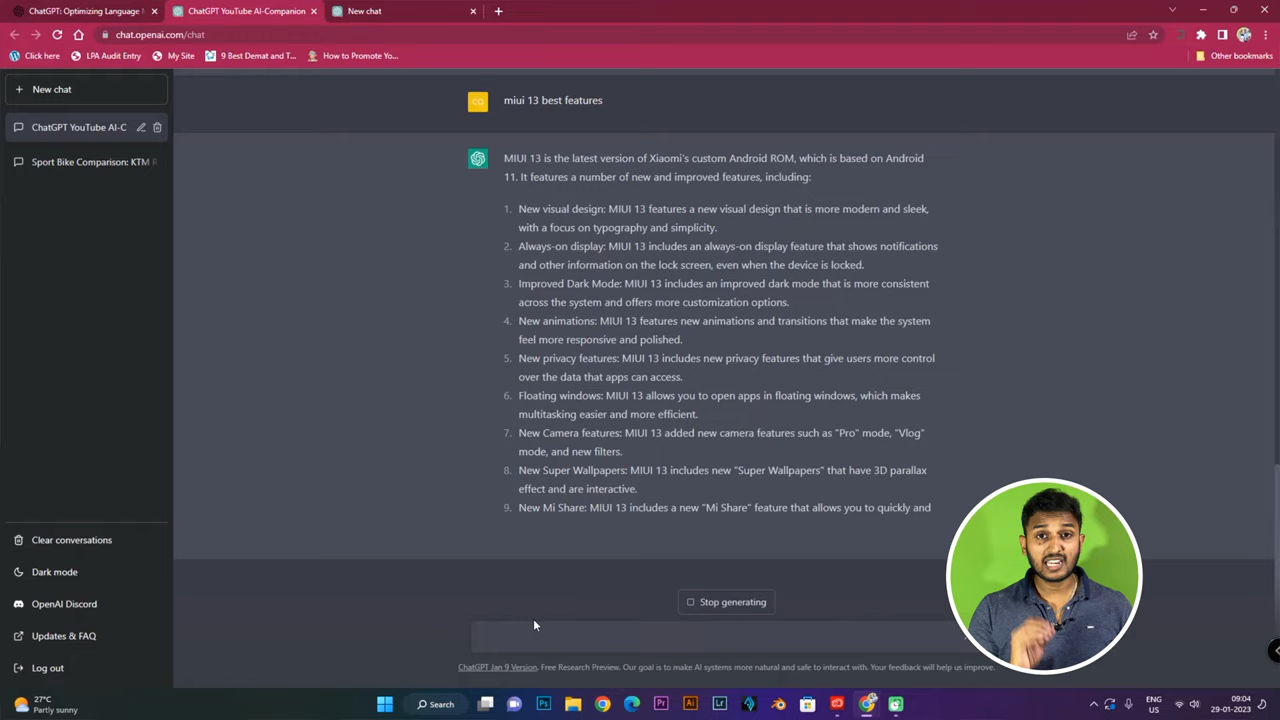 ChatGPT: Optimizing Language
ChatGPT YouTube AI-Companion
New chat
chat.openai.com/chat
Click here
LPA Audit Entry
My Site
9 Best Demat and T...
How to Promote Yo...
Other bookmarks
New chat
ChatGPT YouTube AI-C
Sport Bike Comparison: KTM R
CO
miui 13 best features
MIUI 13 is the latest version of Xiaomi's custom Android ROM, which is based on Android
11. It features a number of new and improved features, including:
1. New visual design: MIUI 13 features a new visual design that is more modern and sleek,
with a focus on typography and simplicity.
2. Always-on display: MIUI 13 includes an always-on display feature that shows notifications
and other information on the lock screen, even when the device is locked.
3. Improved Dark Mode: MIUI 13 includes an improved dark mode that is more consistent
across the system and offers more customization options.
4. New animations: MIUI 13 features new animations and transitions that make the system
feel more responsive and polished.
5. New privacy features: MIUI 13 includes new privacy features that give users more control
over the data that apps can access.
6. Floating windows: MIUI 13 allows you to open apps in floating windows, which makes
multitasking easier and more efficient.
7. New Camera features: MIUI 13 added new camera features such as "Pro" mode, "Vlog"
mode, and new filters.
8. New Super Wallpapers: MIUI 13 includes new "Super Wallpapers" that have 3D parallax
effect and are interactive.
9. New Mi Share: MIUI 13 includes a new "Mi Share" feature that allows you to quickly and
Clear conversations
Dark mode
OpenAI Discord
Updates & FAQ
Log out
Stop generating
ChatGPT Jan 9 Version. Free Research Preview. Our goal is to make AI systems more natural and safe to interact with. Your feedback will help us improve.
27°C
Partly sunny
Search
Ps
Pr
Ai
Lr
ENG
US
09:04
29-01-2023